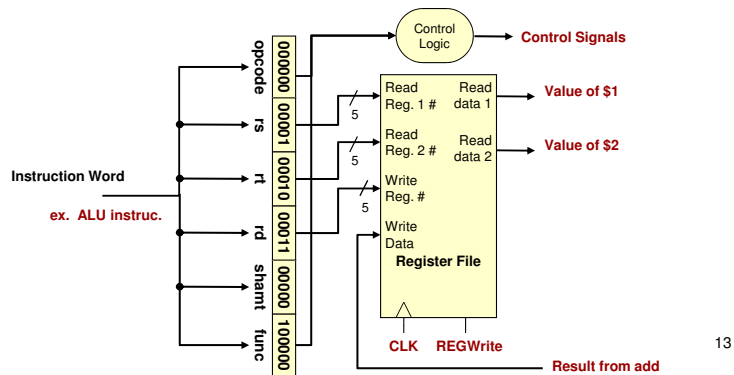 Control
Logic
Control Signals
opcode
000000
rs
00001
rt
00010
rd
00011
shamt
00000
func
100000
Instruction Word
ex. ALU instruc.
5
5
5
Read
Reg. 1 #
Read
data 1
Value of $1
Read
Reg. 2 #
Read
data 2
Value of $2
Write
Reg. #
Write
Data
Register File
CLK
REGWrite
Result from add
13